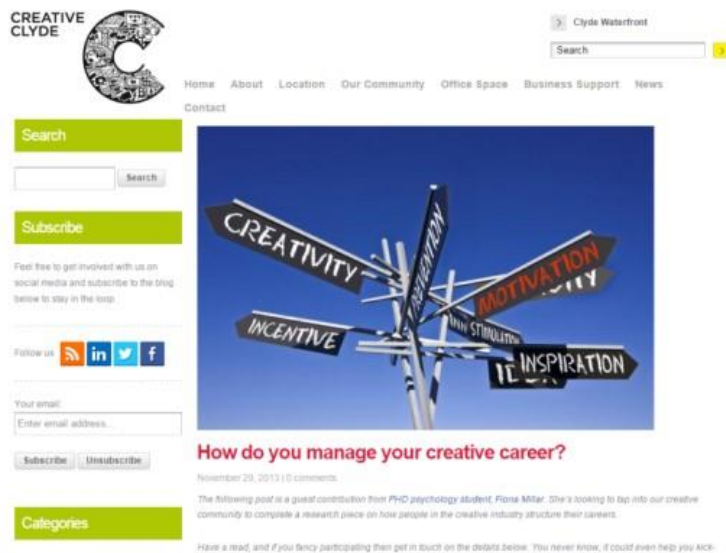 CREATIVE
CLYDE
Clyde Waterfront
Search
Home About Location Our Community Office Space Business Support News
Contact
Search
Search
Subscribe
Feel free to get involved with us on
social media and subscribe to the blog
below to stay in the loop
Follow us
Your email:
Enter email address...
Subscribe Unsubscribe
Categories
CREATIVITY
MOTIVATION
INCENTIVE
STIMULATION
INSPIRATION
How do you manage your creative career?
November 20, 2013 | 0 comments
The following post is a guest contribution from PHD psychology student, Fiona Millar. She's looking to tap into our creative
community to complete a research piece on how people in the creative industry structure their careers.
Have a read, and if you fancy participating then get in touch on the details below. You never know, it could even help you kick-